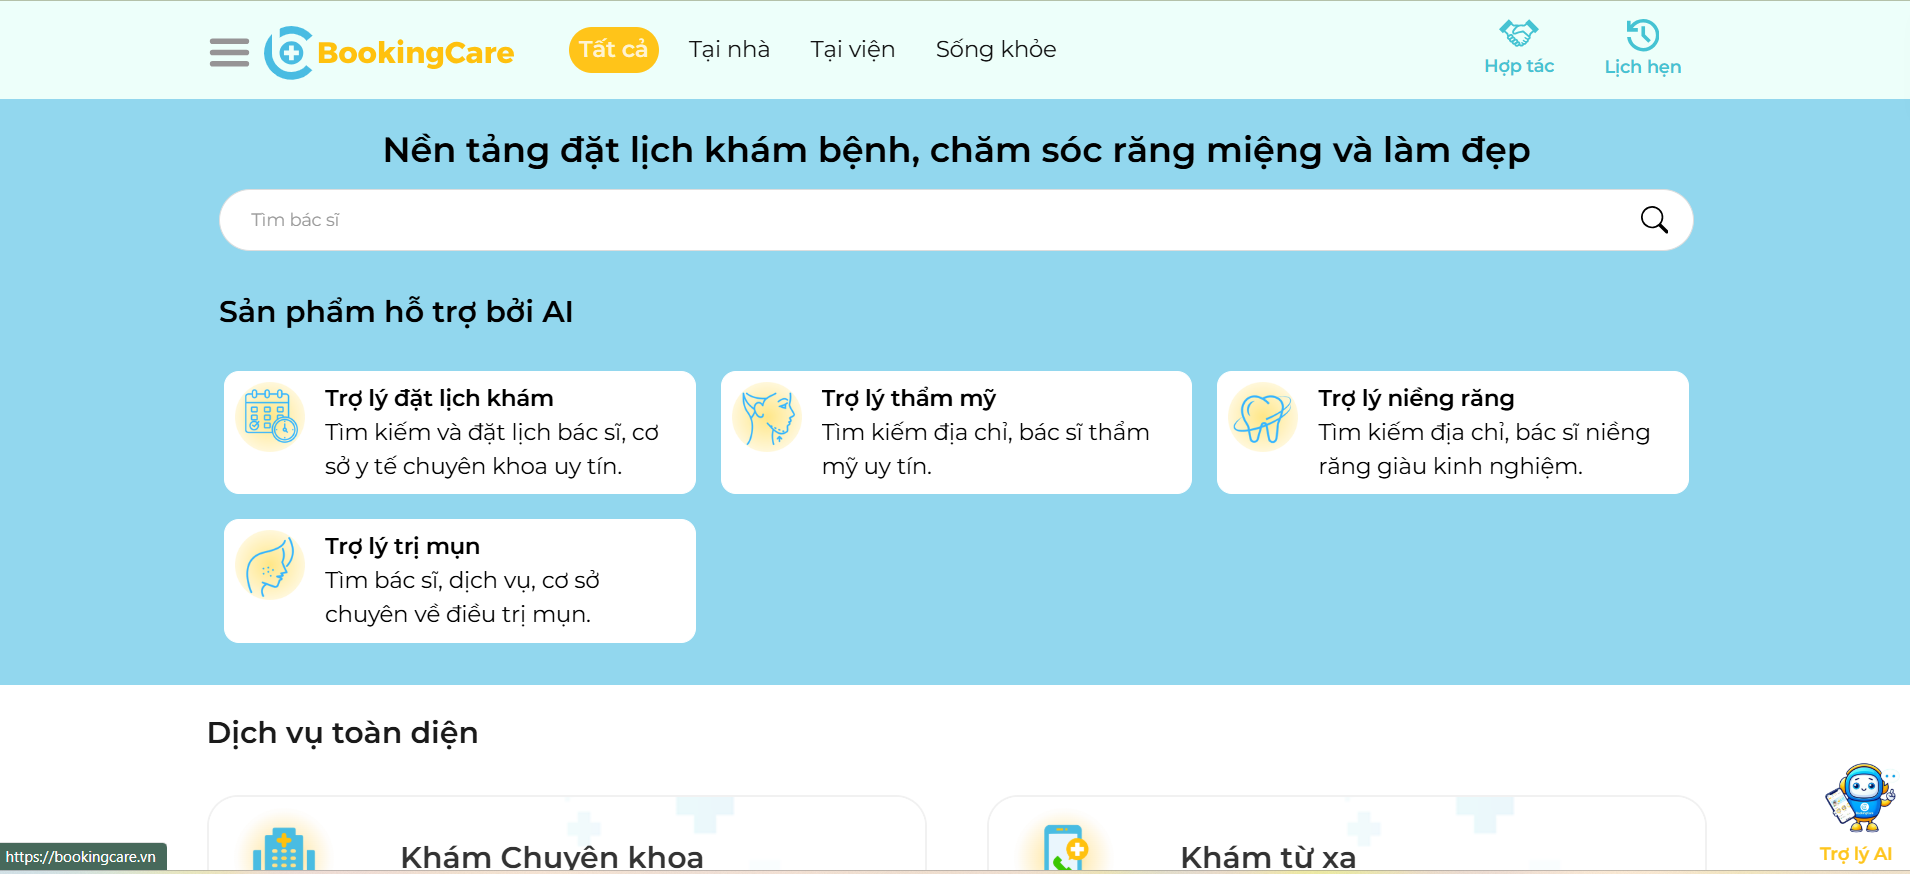 BookingCare
Tất cả
Tại nhà
Tại viện
Sống khỏe
Hợp tác
Lịch hẹn
Nền tảng đặt lịch khám bệnh, chăm sóc răng miệng và làm đẹp
Tìm bác sĩ
Sản phẩm hỗ trợ bởi AI
Trợ lý đặt lịch khám
Tìm kiếm và đặt lịch bác sĩ, cơ
sở y tế chuyên khoa uy tín.
Trợ lý thẩm mỹ
Tìm kiếm địa chỉ, bác sĩ thẩm
mỹ uy tín.
Trợ lý niềng răng
Tìm kiếm địa chỉ, bác sĩ niềng
răng giàu kinh nghiệm.
Trợ lý trị mụn
Tìm bác sĩ, dịch vụ, cơ sở
chuyên về điều trị mụn.
Dịch vụ toàn diện
Khám Chuyên khoa
Khám từ xa
Trợ lý AI
https://bookingcare.vn